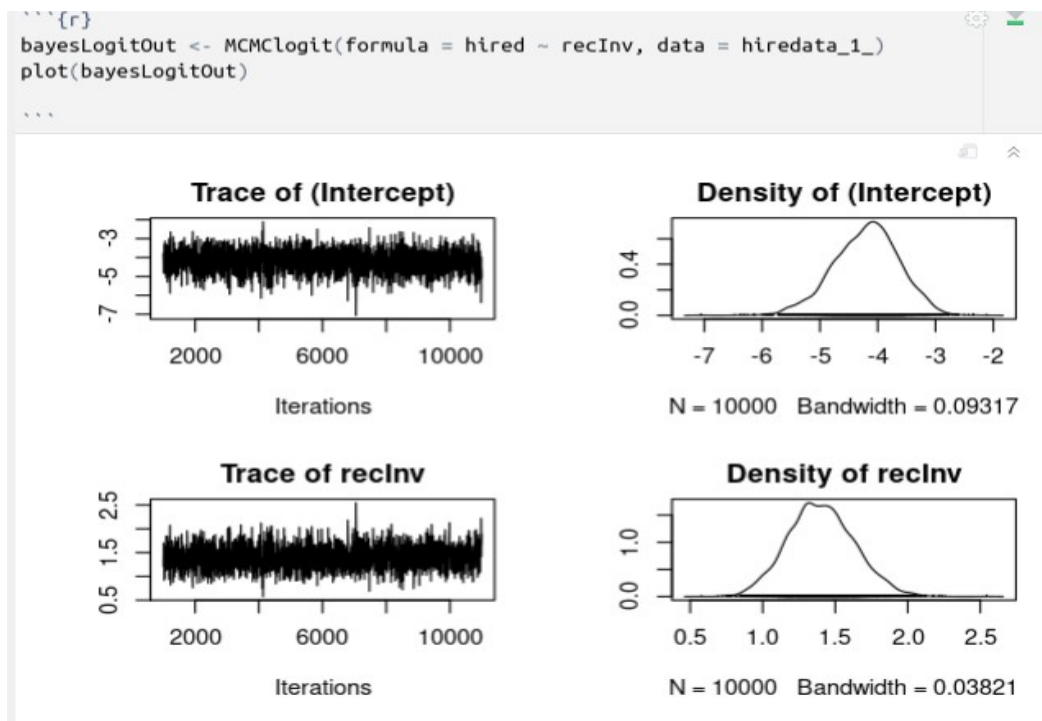 ```{r}
bayesLogitOut <- MCMClogit(formula = hired ~ recInv, data = hiredata_1_)
plot(bayesLogitOut)
```
Trace of (Intercept)
-3
-5
-7
2000 6000 10000
Iterations
Density of (Intercept)
0.4
0.0
-7 -6 -5 -4 -3 -2
N = 10000 Bandwidth = 0.09317
Trace of recInv
2.5
1.5
0.5
2000 6000 10000
Iterations
Density of recInv
1.0
0.0
0.5 1.0 1.5 2.0 2.5
N = 10000 Bandwidth = 0.03821